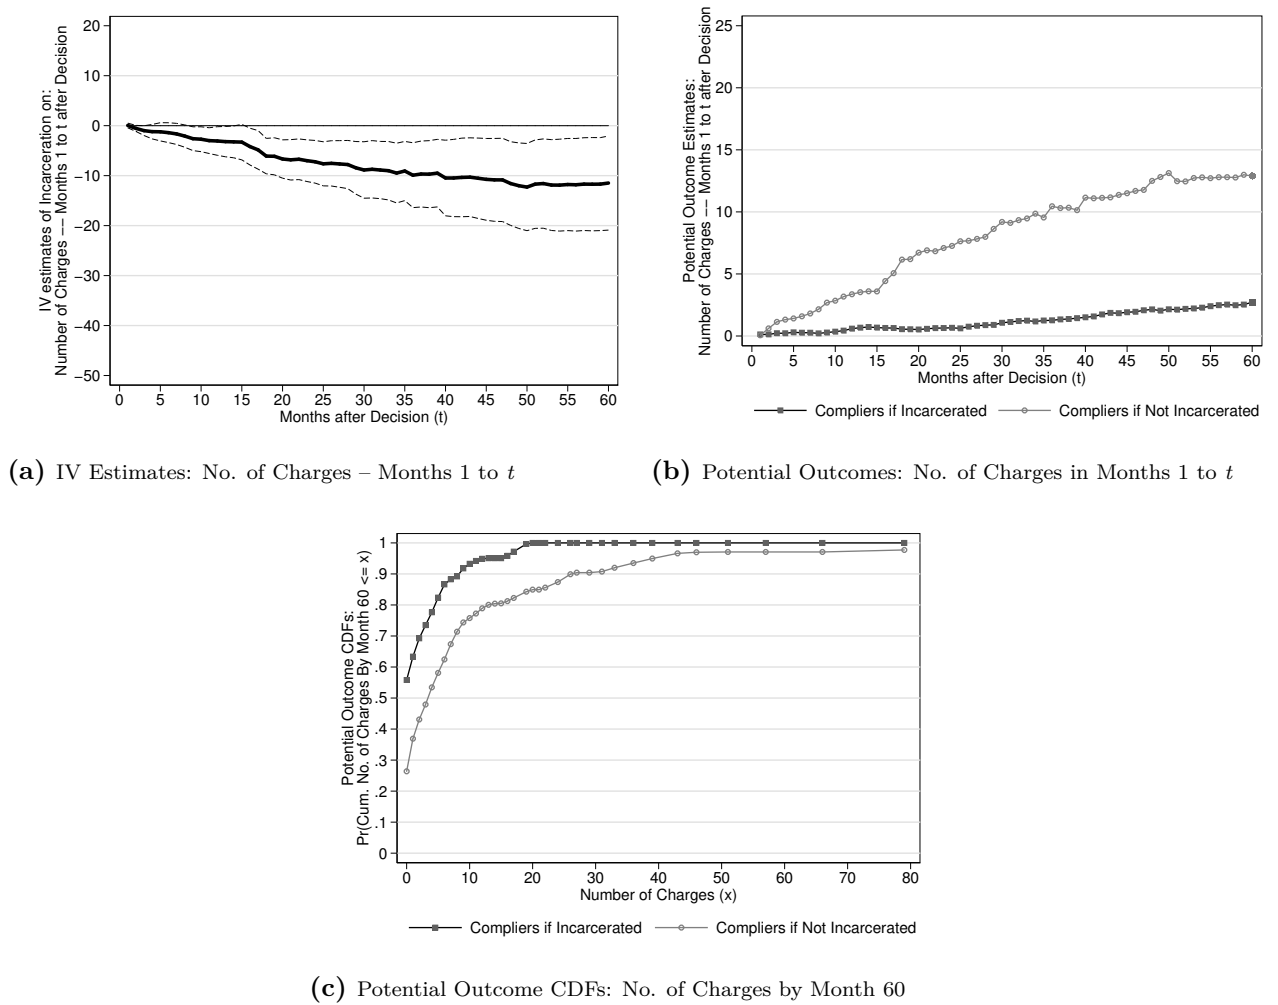 IV estimates of Incarceration on:
Number of Charges −− Months 1 to t after Decision
20
10
0
−10
−20
−30
−40
−50
0 5 10 15 20 25 30 35 40 45 50 55 60
Months after Decision (t)
(a) IV Estimates: No. of Charges – Months 1 to t
Potential Outcome Estimates:
Number of Charges −− Months 1 to t after Decision
25
20
15
10
5
0
0 5 10 15 20 25 30 35 40 45 50 55 60
Months after Decision (t)
Compliers if Incarcerated Compliers if Not Incarcerated
(b) Potential Outcomes: No. of Charges in Months 1 to t
Potential Outcome CDFs:
Pr(Cum. No. of Charges By Month 60 <= x)
1
.9
.8
.7
.6
.5
.4
.3
.2
.1
0
0 10 20 30 40 50 60 70 80
Number of Charges (x)
Compliers if Incarcerated Compliers if Not Incarcerated
(c) Potential Outcome CDFs: No. of Charges by Month 60